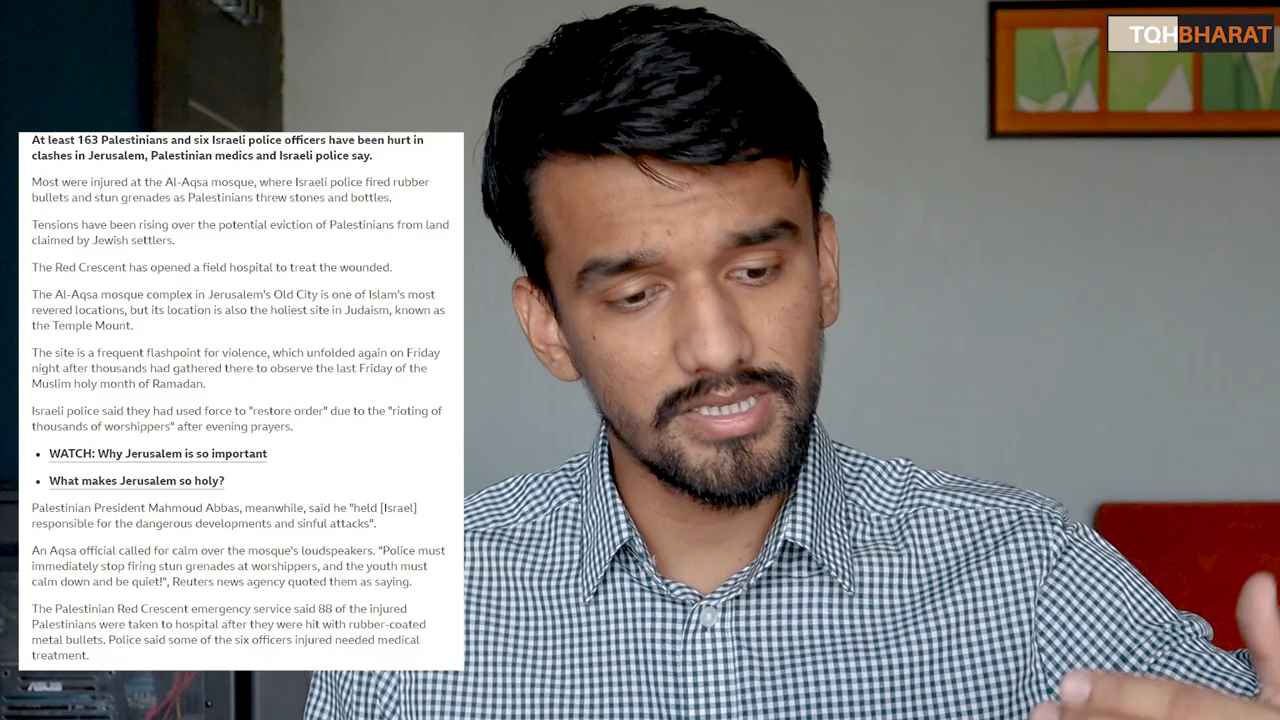 TQHBHARAT
At least 163 Palestinians and six Israeli police officers have been hurt in
clashes in Jerusalem, Palestinian medics and Israeli police say.
Most were injured at the Al-Aqsa mosque, where Israeli police fired rubber
bullets and stun grenades as Palestinians threw stones and bottles.
Tensions have been rising over the potential eviction of Palestinians from land
claimed by Jewish settlers.
The Red Crescent has opened a field hospital to treat the wounded.
The Al-Aqsa mosque complex in Jerusalem's Old City is one of Islam's most
revered locations, but its location is also the holiest site in Judaism, known as
the Temple Mount.
The site is a frequent flashpoint for violence, which unfolded again on Friday
night after thousands had gathered there to observe the last Friday of the
Muslim holy month of Ramadan.
Israeli police said they had used force to "restore order" due to the "rioting of
thousands of worshippers" after evening prayers.
• WATCH: Why Jerusalem is so important
• What makes Jerusalem so holy?
Palestinian President Mahmoud Abbas, meanwhile, said he "held [Israel]
responsible for the dangerous developments and sinful attacks".
An Aqsa official called for calm over the mosque's loudspeakers. "Police must
immediately stop firing stun grenades at worshippers, and the youth must
calm down and be quiet!", Reuters news agency quoted them as saying.
The Palestinian Red Crescent emergency service said 88 of the injured
Palestinians were taken to hospital after they were hit with rubber-coated
metal bullets. Police said some of the six officers injured needed medical
treatment.